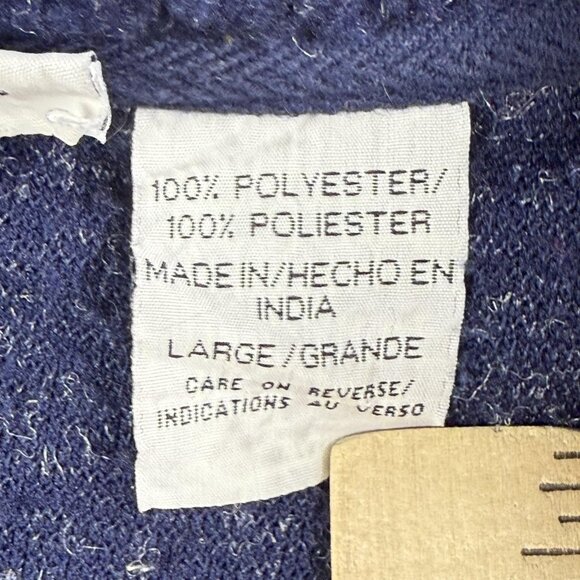 100% POLYESTER/
100% POLIESTER
MADE IN/HECHO EN
INDIA
LARGE/GRANDE
CARE ON REVERSE/
INDICATIONS AU VERSO